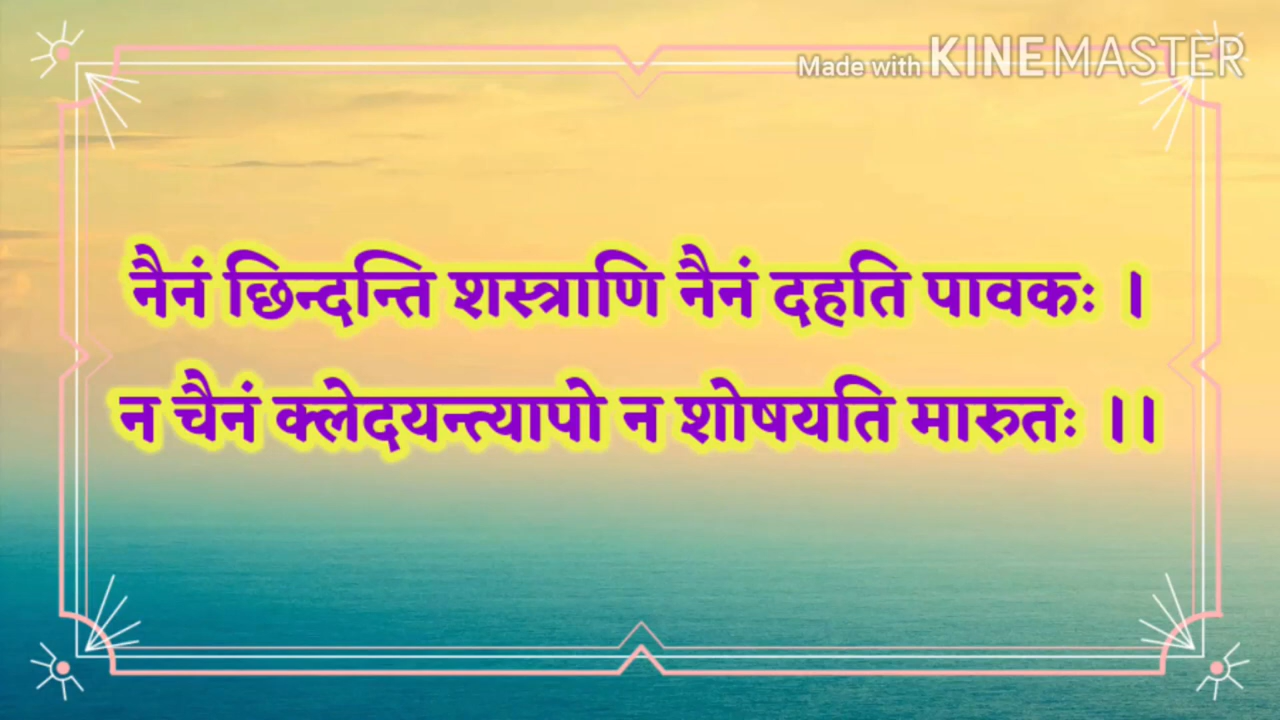 Made with KINEMASTER
नैनं छिन्दन्ति शस्त्राणि नैनं दहति पावकः ।
न चैनं क्लेदयन्त्यापो न शोषयति मारुतः ।।